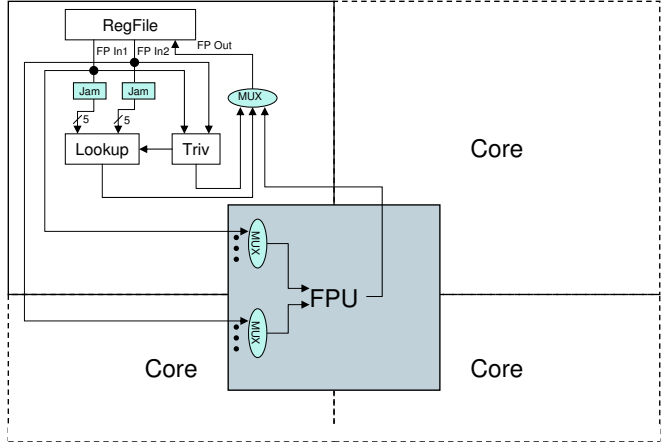 RegFile
FP In1 FP In2 FP Out
Jam Jam MUX
5 5
Lookup Triv
Core
MUX
FPU
MUX
Core Core